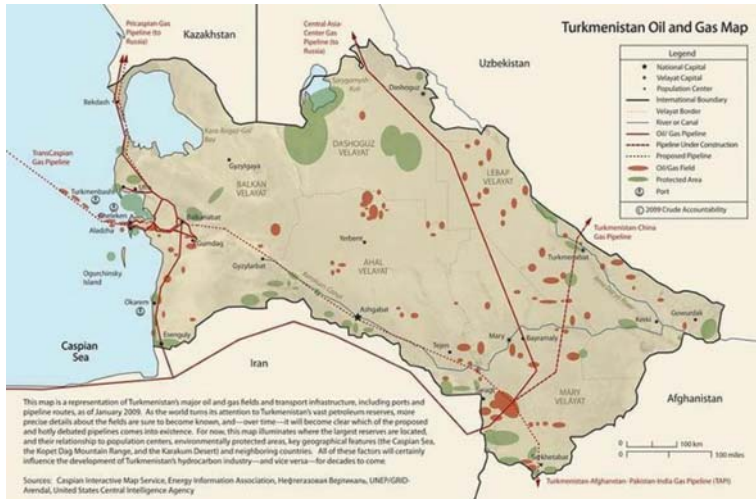 Turkmenistan Oil and Gas Map
Pricaspian Gas
Pipeline (to
Russia)
Kazakhstan
Central Asia-
Center Gas
Pipeline (to
Russia)
Uzbekistan
Legend
National Capital
Velayat Capital
Population Center
International Boundary
Velayat Border
River or Canal
Oil/ Gas Pipeline
Pipeline Under Construction
Proposed Pipeline
Oil/Gas Field
Protected Area
Port
© 2009 Crude Accountability
Bekdash
Dashoguz
TransCaspian
Gas Pipeline
DASHOGUZ
VELAYAT
Gyzylgaya
BALKAN
VELAYAT
LEBAP
VELAYAT
Turkmenbashi
Cheleken
Aladzha
Balkanabat
Gumdag
Ogurchinsky
Island
Yerbent
Turkmenistan-China
Gas Pipeline
Turkmenabat
Gyzylarbat
AHAL
VELAYAT
Okarem
Ashgabat
Kerki
Gowurdak
Esenguly
Tejen
Mary
Bayramaly
Caspian
Sea
Iran
MARY
VELAYAT
Afghanistan
This map is a representation of Turkmenistan's major oil and gas fields and transport infrastructure, including ports and
pipeline routes, as of January 2009. As the world turns its attention to Turkmenistan's vast petroleum reserves, more
precise details about the fields are sure to become known, and—over time—it will become clear which of the proposed
and hotly debated pipelines comes into existence. For now, this map illuminates where the largest reserves are located,
and their relationship to population centers, environmentally protected areas, key geographical features (the Caspian Sea,
the Kopet Dag Mountain Range, and the Karakum Desert) and neighboring countries. All of these factors will certainly
influence the development of Turkmenistan's hydrocarbon industry—and vice versa—for decades to come
0 100 km
0 100 miles
Sources: Caspian Interactive Map Service, Energy Information Association, Нефтегазовая Вертикаль, UNEP/GRID-
Arendal, United States Central Intelligence Agency
Turkmenistan-Afghanistan- Pakistan-India Gas Pipeline (TAPI)